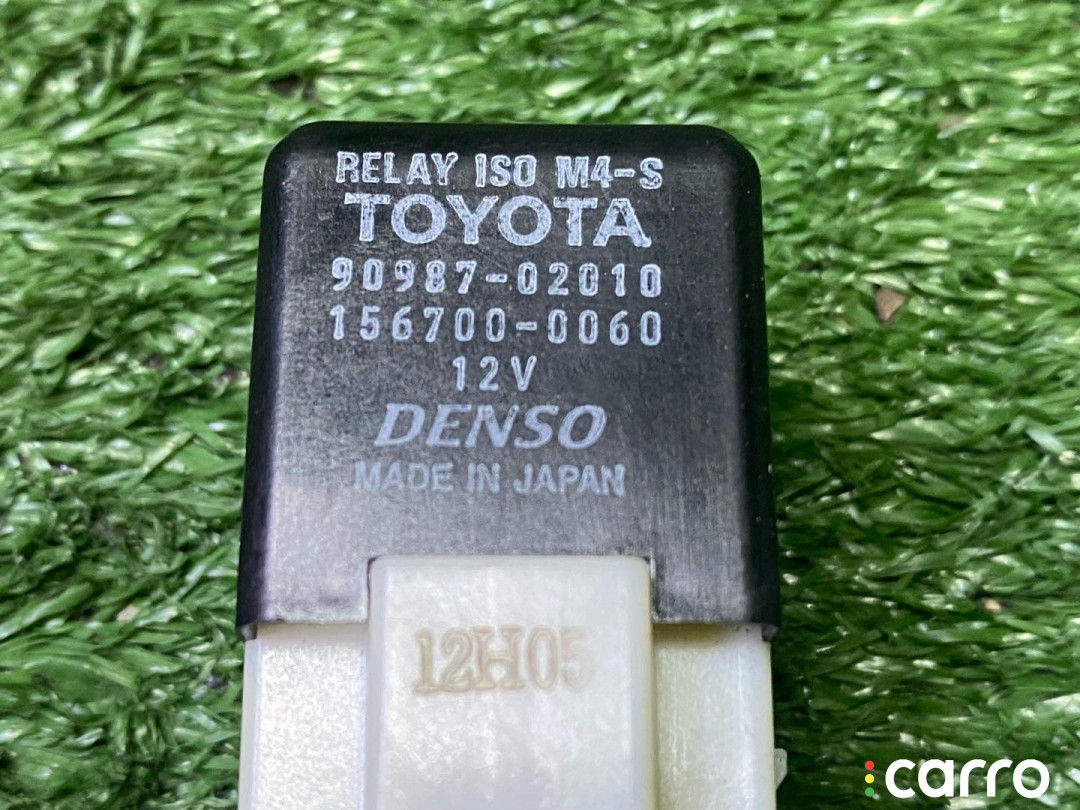 RELAY ISO M4-S
TOYOTA
90987-02010
156700-0060
12V
DENSO
MADE IN JAPAN
12H05
carro